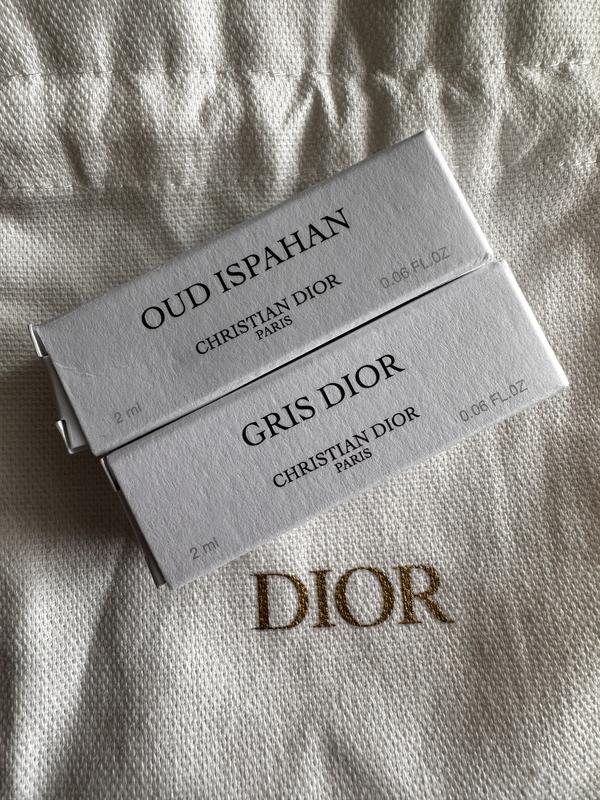 OUD ISPAHAN
CHRISTIAN DIOR
PARIS
2 ml
0.06 FL.OZ
GRIS DIOR
CHRISTIAN DIOR
PARIS
2 ml
0.06 FL.OZ
DIOR